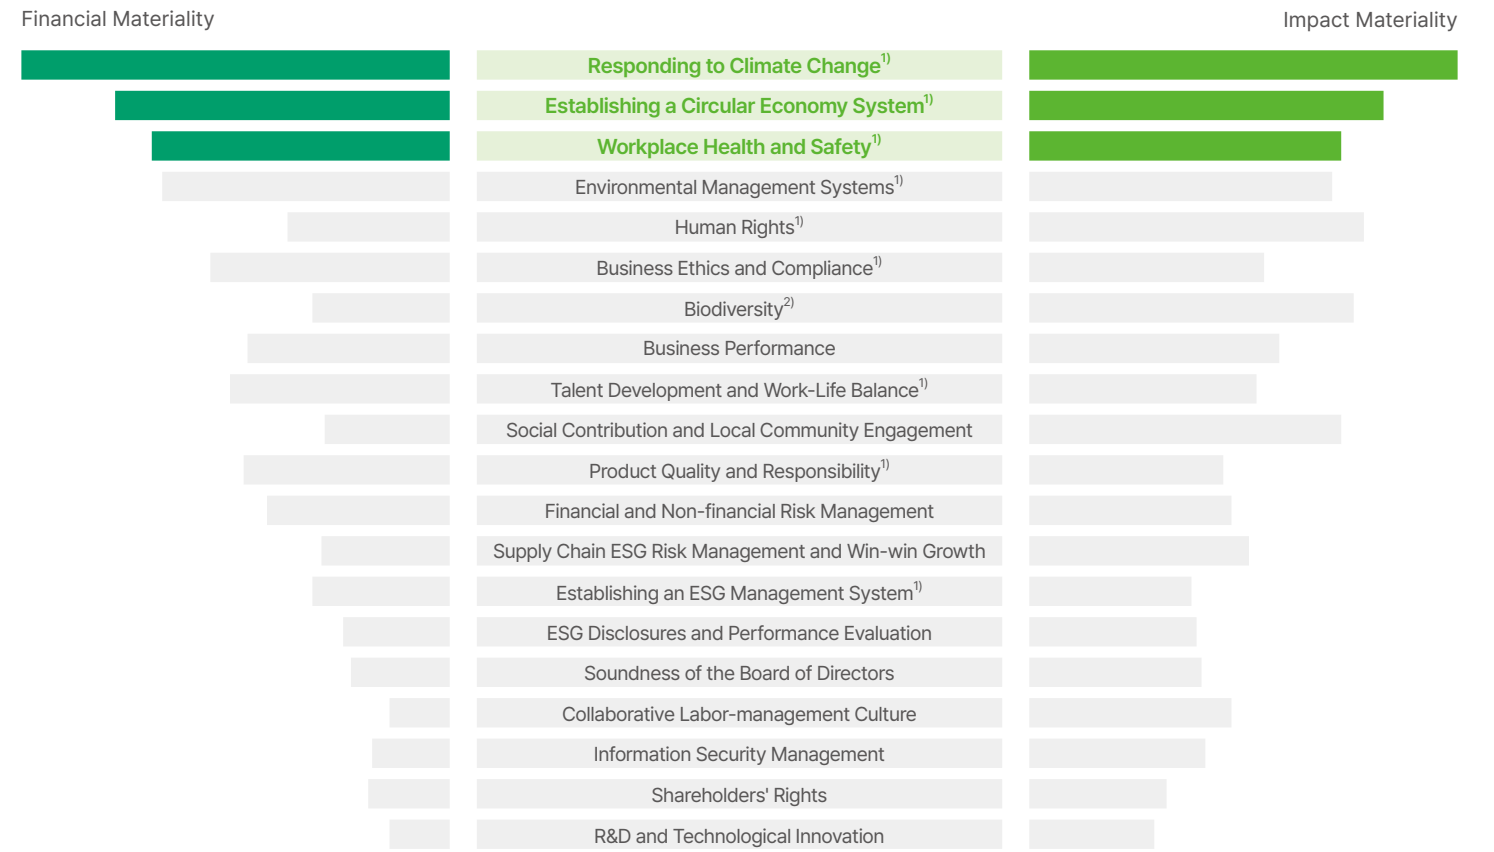 Financial Materiality
Impact Materiality
Responding to Climate Change1)
Establishing a Circular Economy System1)
Workplace Health and Safety1)
Environmental Management Systems1)
Human Rights1)
Business Ethics and Compliance1)
Biodiversity2)
Business Performance
Talent Development and Work-Life Balance1)
Social Contribution and Local Community Engagement
Product Quality and Responsibility1)
Financial and Non-financial Risk Management
Supply Chain ESG Risk Management and Win-win Growth
Establishing an ESG Management System1)
ESG Disclosures and Performance Evaluation
Soundness of the Board of Directors
Collaborative Labor-management Culture
Information Security Management
Shareholders' Rights
R&D and Technological Innovation